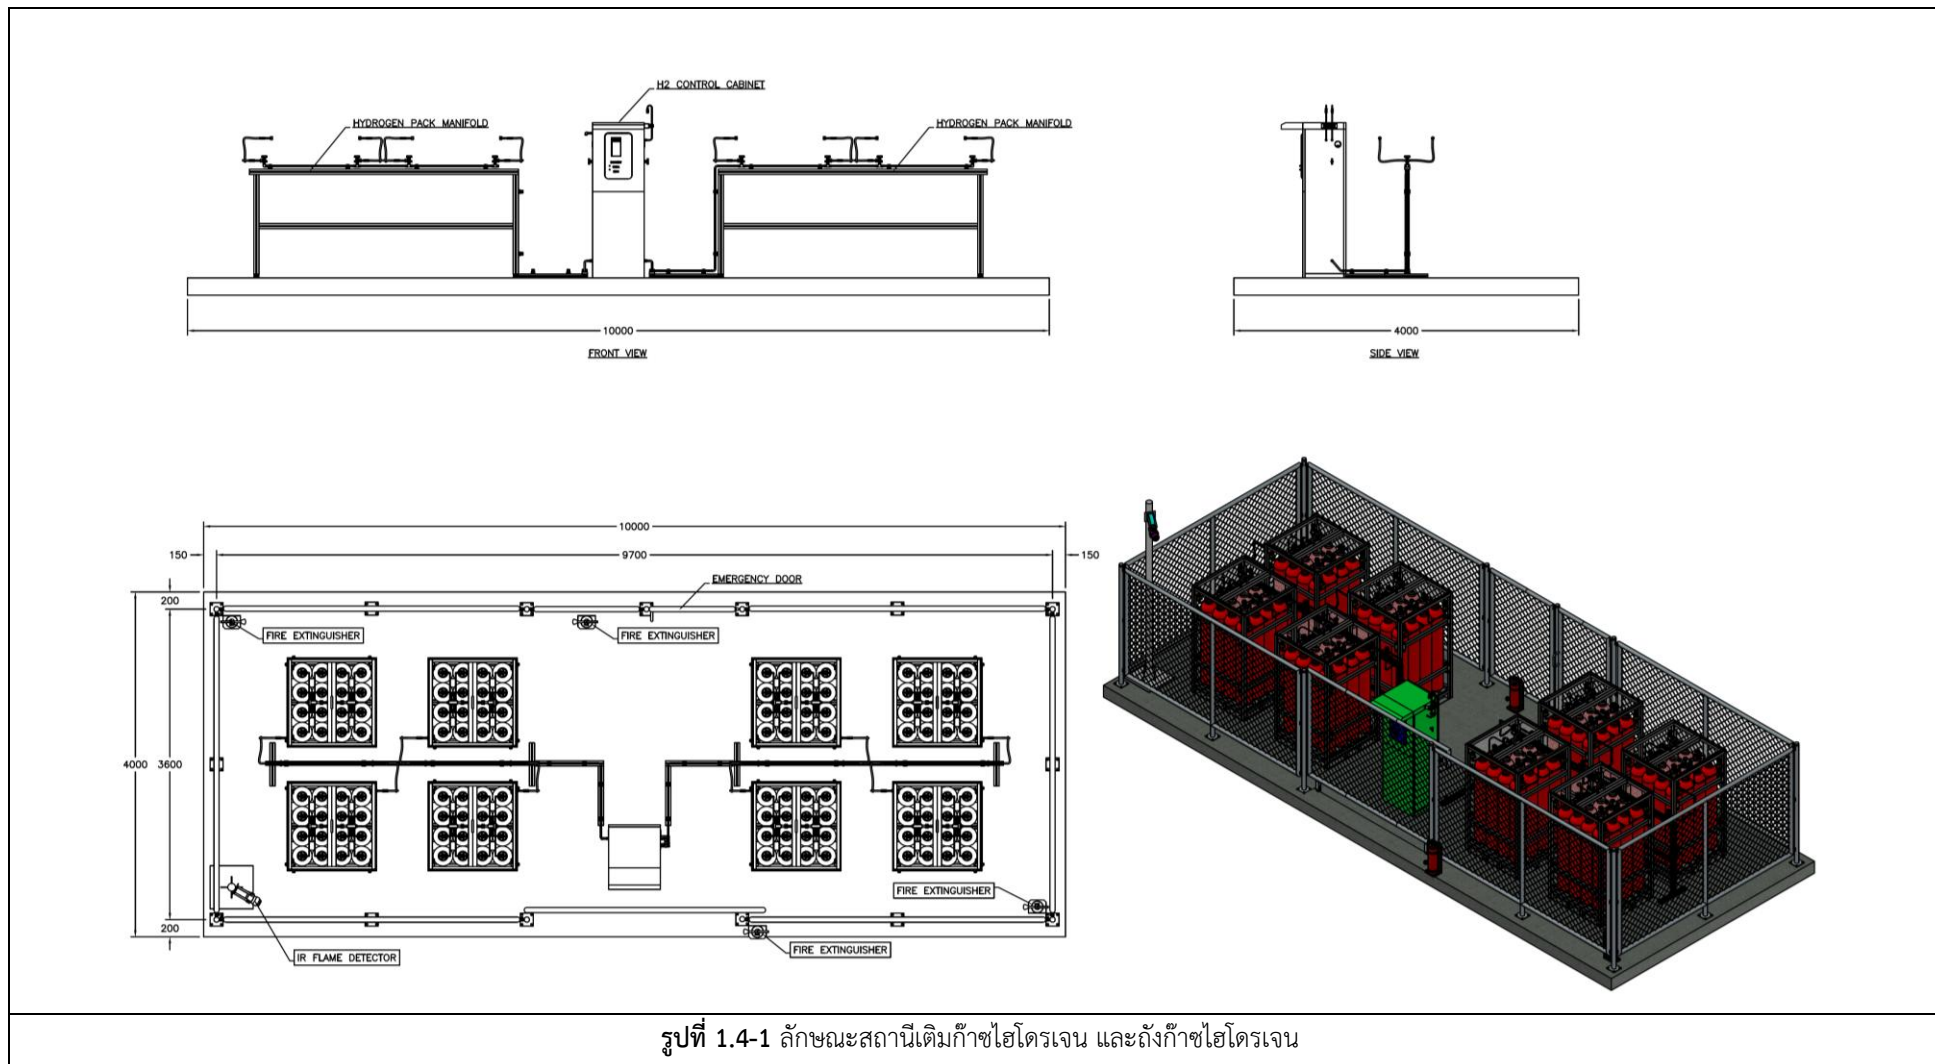 H2 CONTROL CABINET
HYDROGEN PACK MANIFOLD
HYDROGEN PACK MANIFOLD
10000
FRONT VIEW
4000
SIDE VIEW
10000
150
9700
150
EMERGENCY DOOR
200
FIRE EXTINGUISHER
FIRE EXTINGUISHER
4000
3600
FIRE EXTINGUISHER
200
FIRE EXTINGUISHER
IR FLAME DETECTOR
รูปที่ 1.4-1 ลักษณะสถานีเติมก๊าซไฮโดรเจน และถังก๊าซไฮโดรเจน